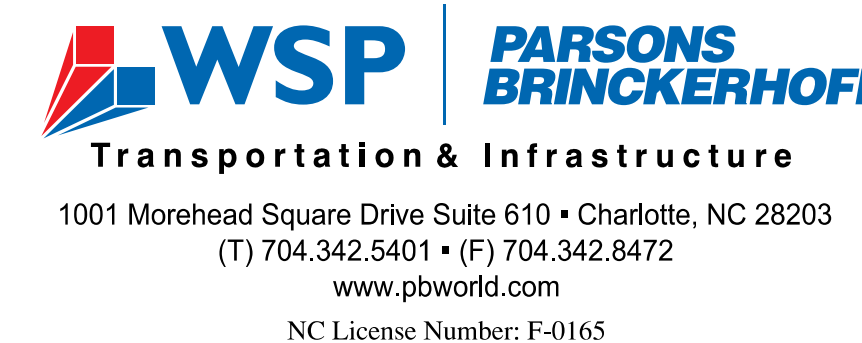 WSP PARSONS
BRINCKERHOFF
Transportation & Infrastructure
1001 Morehead Square Drive Suite 610 ▪ Charlotte, NC 28203
(T) 704.342.5401 ▪ (F) 704.342.8472
www.pbworld.com
NC License Number: F-0165